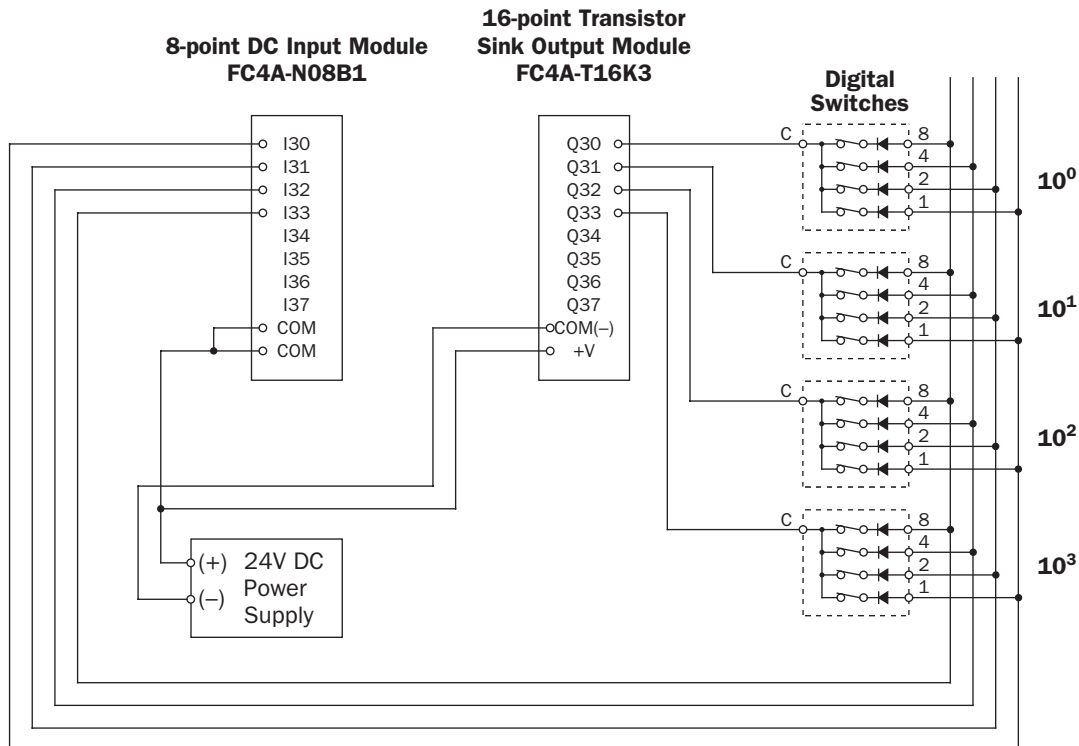 8-point DC Input Module
FC4A-N08B1
16-point Transistor
Sink Output Module
FC4A-T16K3
Digital
Switches
I30
I31
I32
I33
I34
I35
I36
I37
COM
COM
Q30
Q31
Q32
Q33
Q34
Q35
Q36
Q37
COM(–)
+V
C
8
4
2
1
10⁰
C
8
4
2
1
10¹
C
8
4
2
1
10²
C
8
4
2
1
10³
(+) 24V DC
Power
(–)
Supply